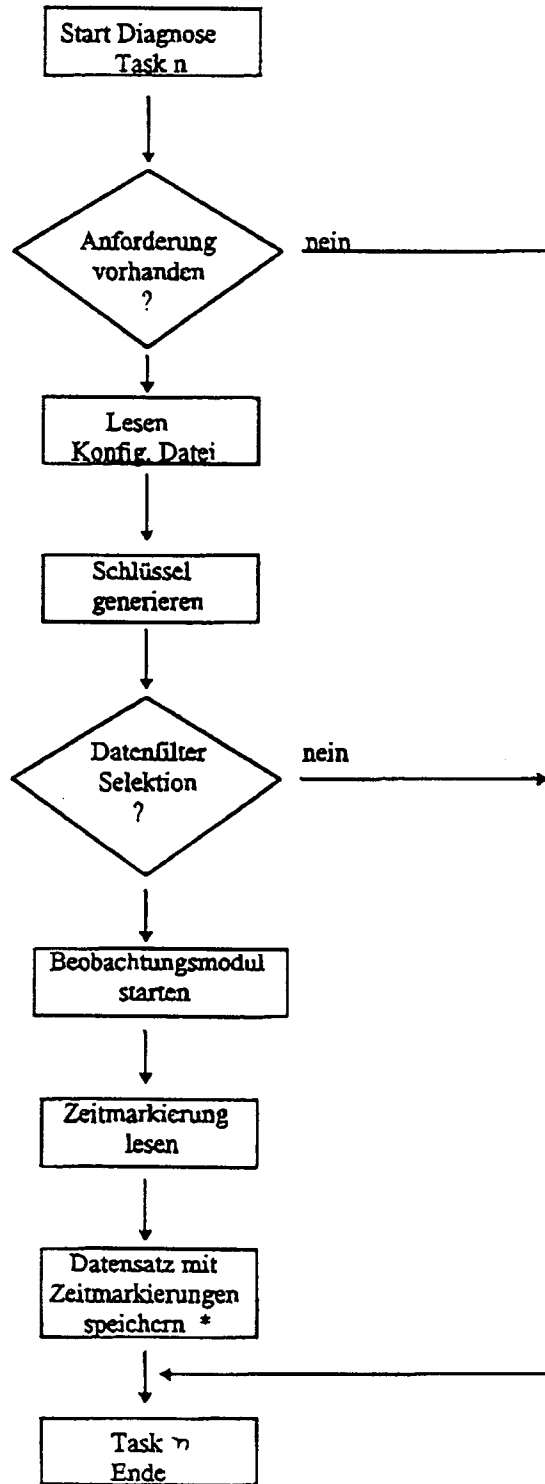 Start Diagnose
Task n
Anforderung
vorhanden
?
nein
Lesen
Konfig. Datei
Schlüssel
generieren
Datenfilter
Selektion
?
nein
Beobachtungsmodul
starten
Zeitmarkierung
lesen
Datensatz mit
Zeitmarkierungen
speichern *
Task n
Ende